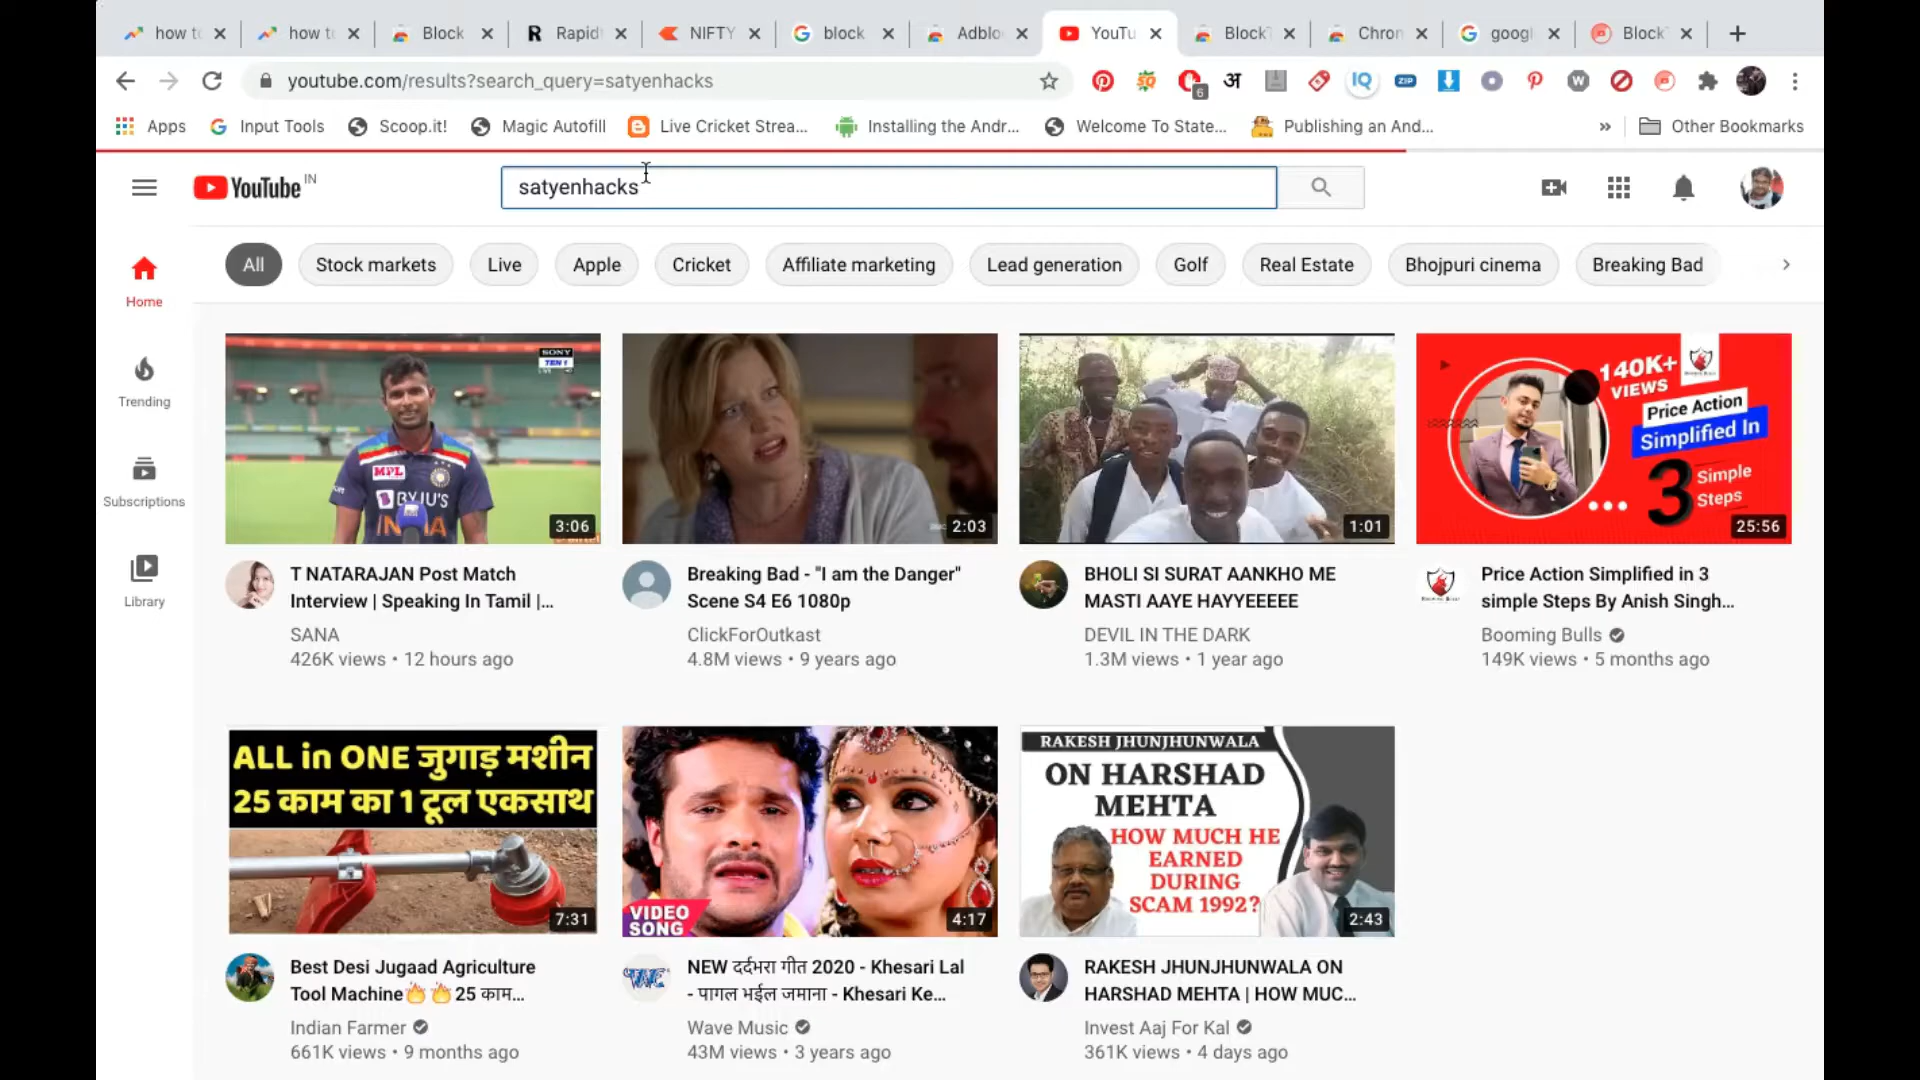 how to
how to
Block
Rapid
NIFTY
block
Adblo
YouTu
Block
Chron
googl
Block
youtube.com/results?search_query=satyenhacks
6
अ
IQ
ZIP
W
Apps
Input Tools
Scoop.it!
Magic Autofill
Live Cricket Strea...
Installing the Andr...
Welcome To State...
Publishing an And...
»
Other Bookmarks
YouTube IN
satyenhacks
All
Stock markets
Live
Apple
Cricket
Affiliate marketing
Lead generation
Golf
Real Estate
Bhojpuri cinema
Breaking Bad
Home
Trending
Subscriptions
Library
SONY
TEN 1
MPL
BYJU'S
INDIA
3:06
2:03
1:01
140K+
VIEWS
Price Action
Simplified In
3 Simple
Steps
25:56
T NATARAJAN Post Match
Interview | Speaking In Tamil |...
SANA
426K views • 12 hours ago
Breaking Bad - "I am the Danger"
Scene S4 E6 1080p
ClickForOutkast
4.8M views • 9 years ago
BHOLI SI SURAT AANKHO ME
MASTI AAYE HAYYEEEEE
DEVIL IN THE DARK
1.3M views • 1 year ago
Price Action Simplified in 3
simple Steps By Anish Singh...
Booming Bulls
149K views • 5 months ago
ALL in ONE जुगाड़ मशीन
25 काम का 1 टूल एकसाथ
7:31
VIDEO
SONG
4:17
RAKESH JHUNJHUNWALA
ON HARSHAD
MEHTA
HOW MUCH HE
EARNED
DURING
SCAM 1992?
2:43
Best Desi Jugaad Agriculture
Tool Machine🔥🔥25 काम...
Indian Farmer
661K views • 9 months ago
NEW दर्दभरा गीत 2020 - Khesari Lal
- पागल भईल जमाना - Khesari Ke...
Wave Music
43M views • 3 years ago
RAKESH JHUNJHUNWALA ON
HARSHAD MEHTA | HOW MUC...
Invest Aaj For Kal
361K views • 4 days ago